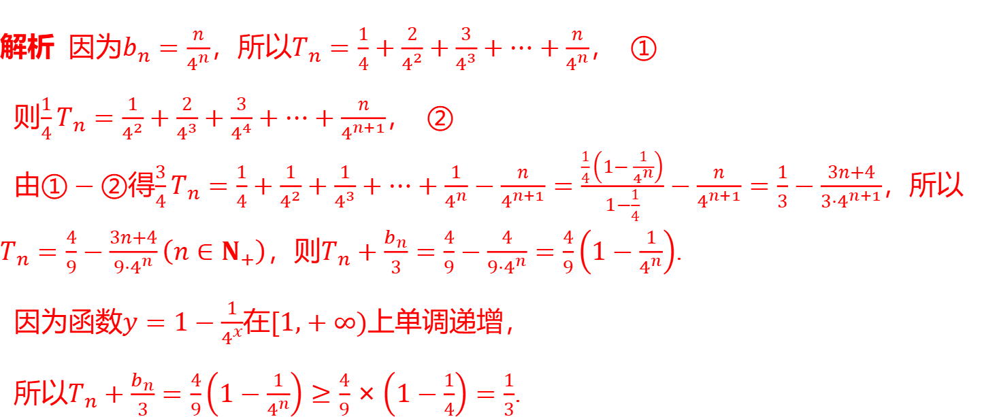 解析 因为$b_n=\frac{n}{4^n}$，所以$T_n=\frac{1}{4}+\frac{2}{4^2}+\frac{3}{4^3}+\cdots+\frac{n}{4^n}$， ①
则$\frac{1}{4}T_n=\frac{1}{4^2}+\frac{2}{4^3}+\frac{3}{4^4}+\cdots+\frac{n}{4^{n+1}}$， ②
由①－②得$\frac{3}{4}T_n=\frac{1}{4}+\frac{1}{4^2}+\frac{1}{4^3}+\cdots+\frac{1}{4^n}-\frac{n}{4^{n+1}}=\frac{\frac{1}{4}\left(1-\frac{1}{4^n}\right)}{1-\frac{1}{4}}-\frac{n}{4^{n+1}}=\frac{1}{3}-\frac{3n+4}{3\cdot4^{n+1}}$，所以
$T_n=\frac{4}{9}-\frac{3n+4}{9\cdot4^n}(n\in\mathbf{N}_+)$，则$T_n+\frac{b_n}{3}=\frac{4}{9}-\frac{4}{9\cdot4^n}=\frac{4}{9}\left(1-\frac{1}{4^n}\right)$.
因为函数$y=1-\frac{1}{4^x}$在$[1,+\infty)$上单调递增，
所以$T_n+\frac{b_n}{3}=\frac{4}{9}\left(1-\frac{1}{4^n}\right)\geq\frac{4}{9}\times\left(1-\frac{1}{4}\right)=\frac{1}{3}$.